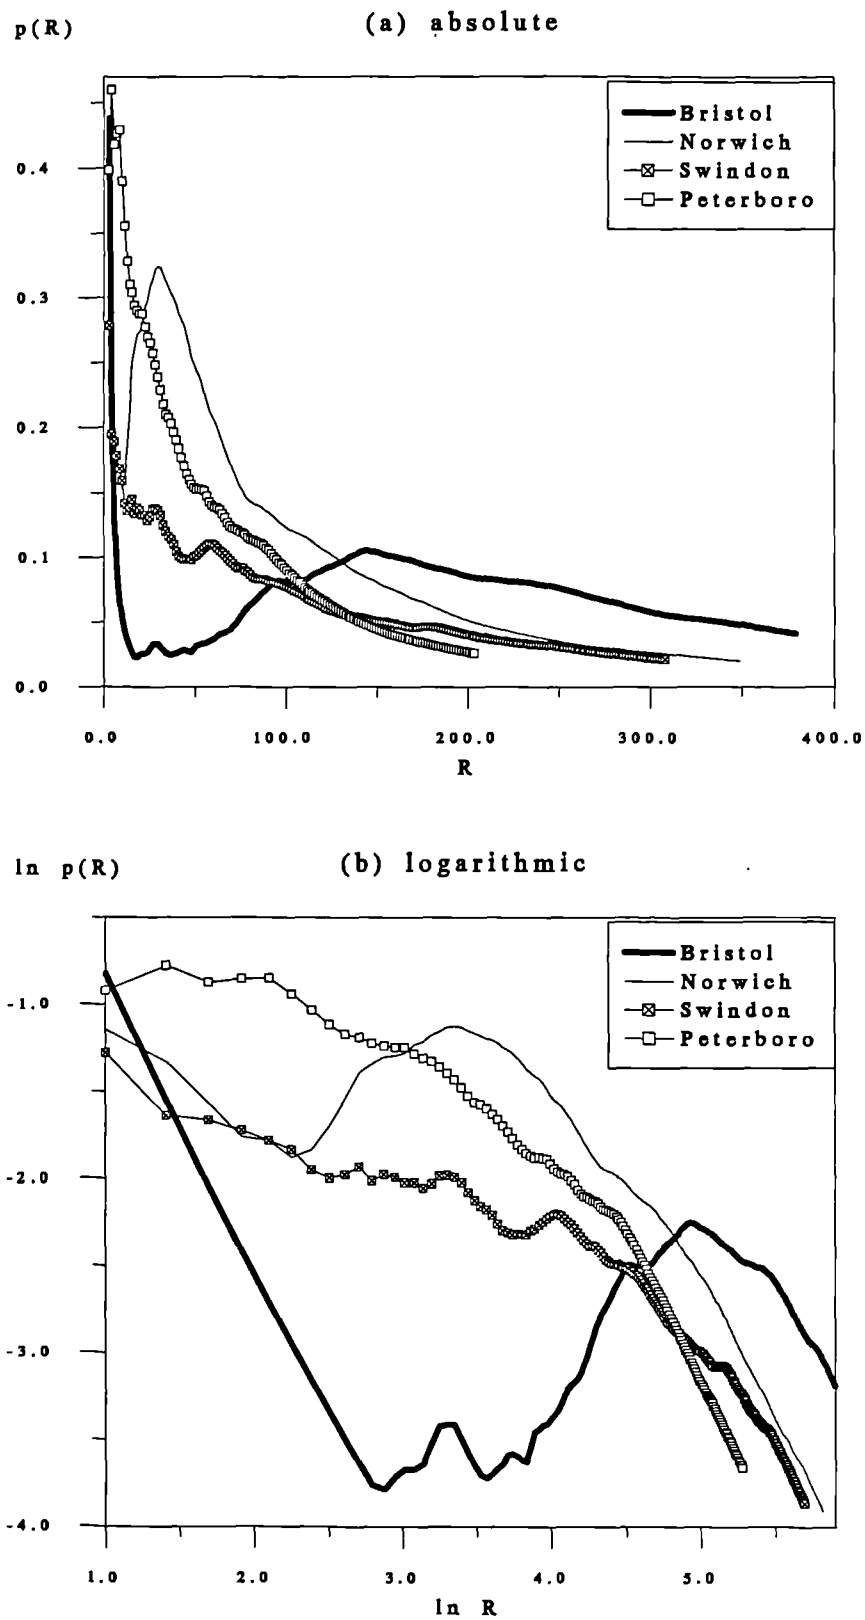 (a) absolute
p(R)
Bristol
Norwich
Swindon
Peterboro
0.4
0.3
0.2
0.1
0.0
0.0 100.0 200.0 300.0 400.0
R
(b) logarithmic
ln p(R)
Bristol
Norwich
Swindon
Peterboro
-1.0
-2.0
-3.0
-4.0
1.0 2.0 3.0 4.0 5.0
ln R